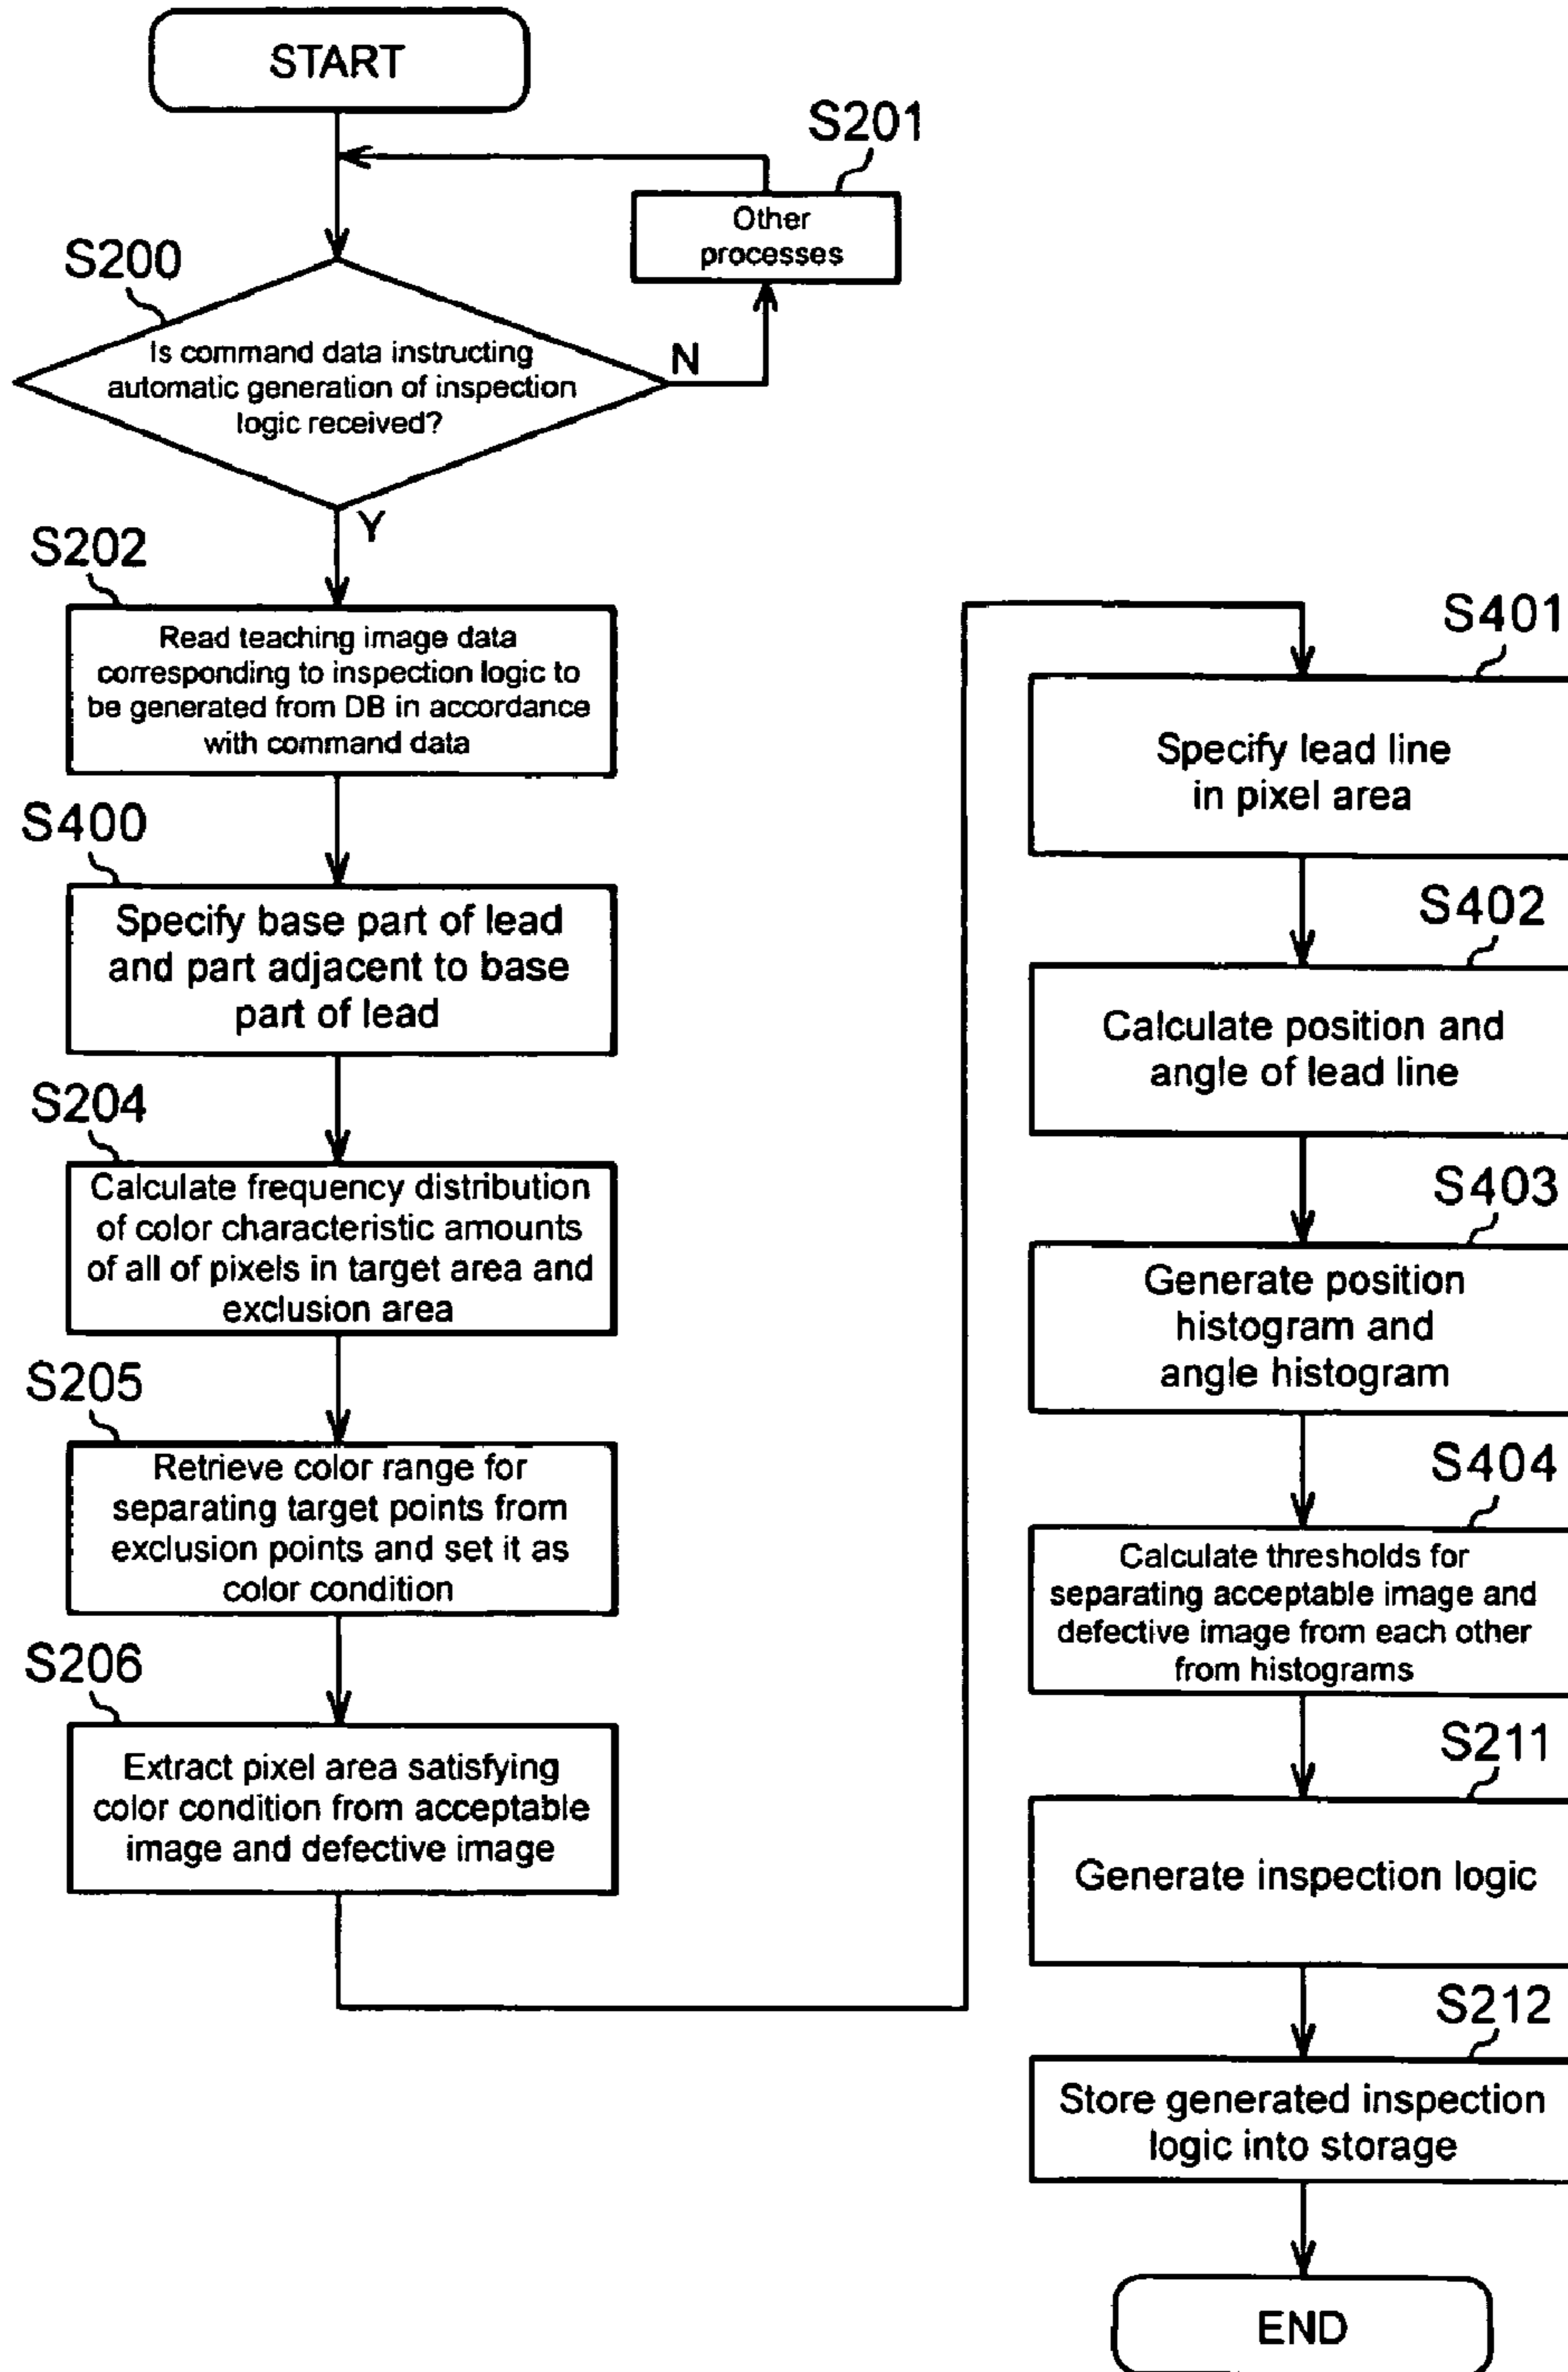 START
S201
Other
processes
S200
Is command data instructing
automatic generation of inspection
logic received?
N
Y
S202
Read teaching image data
corresponding to inspection logic to
be generated from DB in accordance
with command data
S400
Specify base part of lead
and part adjacent to base
part of lead
S204
Calculate frequency distribution
of color characteristic amounts
of all of pixels in target area and
exclusion area
S205
Retrieve color range for
separating target points from
exclusion points and set it as
color condition
S206
Extract pixel area satisfying
color condition from acceptable
image and defective image
S401
Specify lead line
in pixel area
S402
Calculate position and
angle of lead line
S403
Generate position
histogram and
angle histogram
S404
Calculate thresholds for
separating acceptable image and
defective image from each other
from histograms
S211
Generate inspection logic
S212
Store generated inspection
logic into storage
END